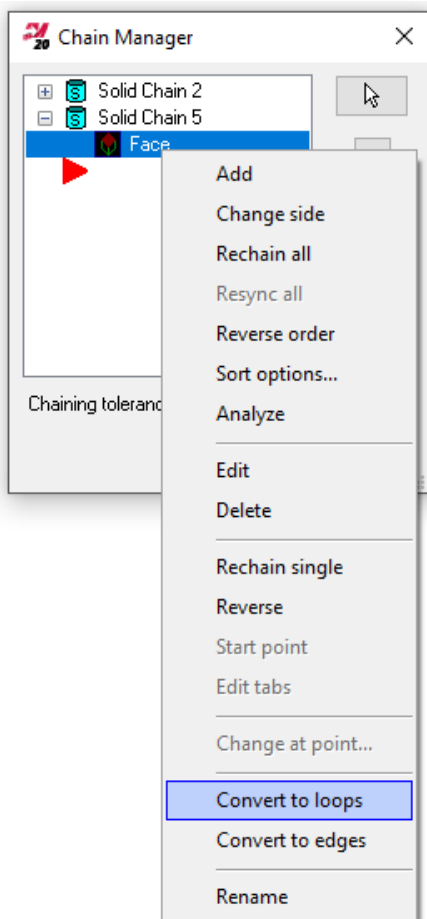 20
Chain Manager
Solid Chain 2
Solid Chain 5
Face
Add
Change side
Rechain all
Resync all
Reverse order
Sort options...
Chaining toleranc
Analyze
Edit
Delete
Rechain single
Reverse
Start point
Edit tabs
Change at point...
Convert to loops
Convert to edges
Rename